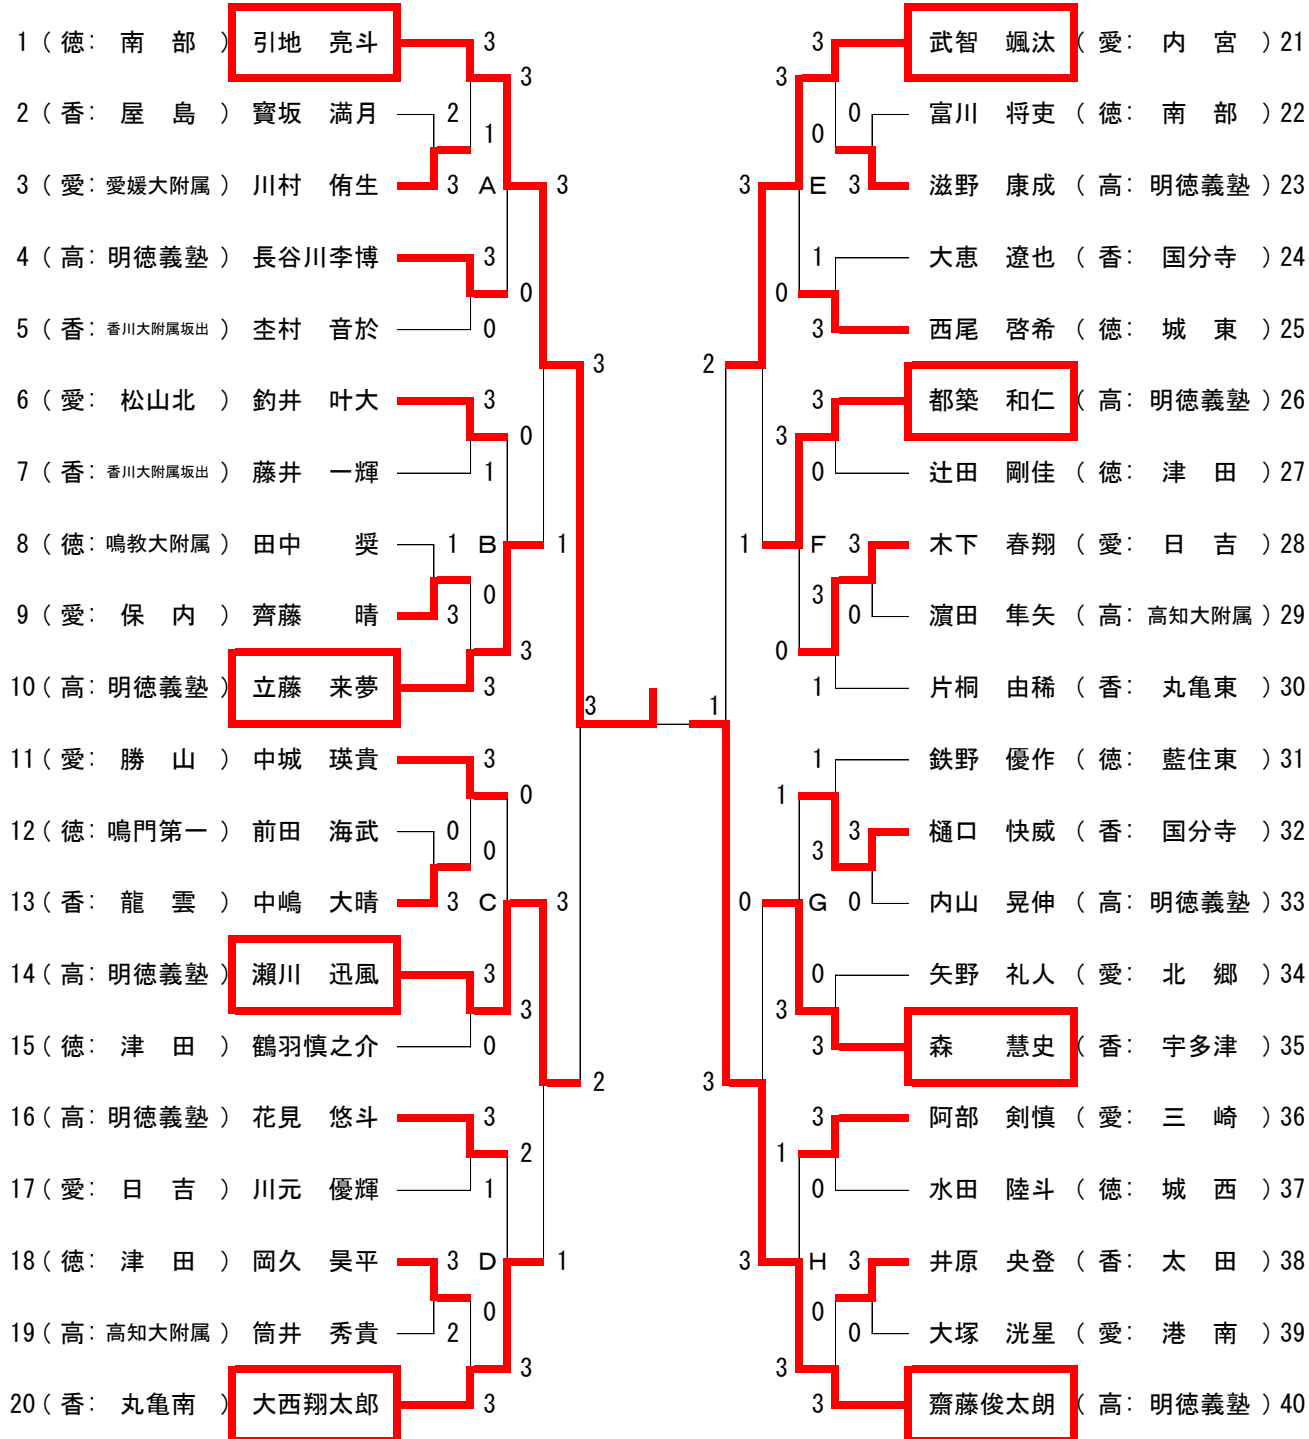 1 ( 徳: 南 部 ) 引地 亮斗 3 3 武智 颯汰 ( 愛: 内 宮 ) 21
3 3
2 ( 香: 屋 島 ) 寳坂 満月 2 0 富川 将吏 ( 徳: 南 部 ) 22
1 0
3 ( 愛: 愛媛大附属 ) 川村 侑生 3 A 3 3 E 3 滋野 康成 ( 高: 明徳義塾 ) 23
4 ( 高: 明徳義塾 ) 長谷川李博 3 1 大恵 遼也 ( 香: 国分寺 ) 24
0 0
5 ( 香: 香川大附属坂出 ) 杢村 音於 0 3 西尾 啓希 ( 徳: 城 東 ) 25
3 2
6 ( 愛: 松山北 ) 釣井 叶大 3 3 都築 和仁 ( 高: 明徳義塾 ) 26
0 3
7 ( 香: 香川大附属坂出 ) 藤井 一輝 1 0 辻田 剛佳 ( 徳: 津 田 ) 27
8 ( 徳: 鳴教大附属 ) 田中 奨 1 B 1 1 F 3 木下 春翔 ( 愛: 日 吉 ) 28
0 3
9 ( 愛: 保 内 ) 齊藤 晴 3 0 濵田 隼矢 ( 高: 高知大附属 ) 29
3 0
10 ( 高: 明徳義塾 ) 立藤 来夢 3 1 片桐 由稀 ( 香: 丸亀東 ) 30
3 1
11 ( 愛: 勝 山 ) 中城 瑛貴 3 1 鉄野 優作 ( 徳: 藍住東 ) 31
0 1
12 ( 徳: 鳴門第一 ) 前田 海武 0 3 樋口 快威 ( 香: 国分寺 ) 32
0 3
13 ( 香: 龍 雲 ) 中嶋 大晴 3 C 3 0 G 0 内山 晃伸 ( 高: 明徳義塾 ) 33
14 ( 高: 明徳義塾 ) 瀨川 迅風 3 0 矢野 礼人 ( 愛: 北 郷 ) 34
3 3
15 ( 徳: 津 田 ) 鶴羽慎之介 0 3 森 慧史 ( 香: 宇多津 ) 35
2 3
16 ( 高: 明徳義塾 ) 花見 悠斗 3 3 阿部 剣慎 ( 愛: 三 崎 ) 36
2 1
17 ( 愛: 日 吉 ) 川元 優輝 1 0 水田 陸斗 ( 徳: 城 西 ) 37
18 ( 徳: 津 田 ) 岡久 昊平 3 D 1 3 H 3 井原 央登 ( 香: 太 田 ) 38
0 0
19 ( 高: 高知大附属 ) 筒井 秀貴 2 0 大塚 洸星 ( 愛: 港 南 ) 39
3 3
20 ( 香: 丸亀南 ) 大西翔太郎 3 3 齋藤俊太朗 ( 高: 明徳義塾 ) 40